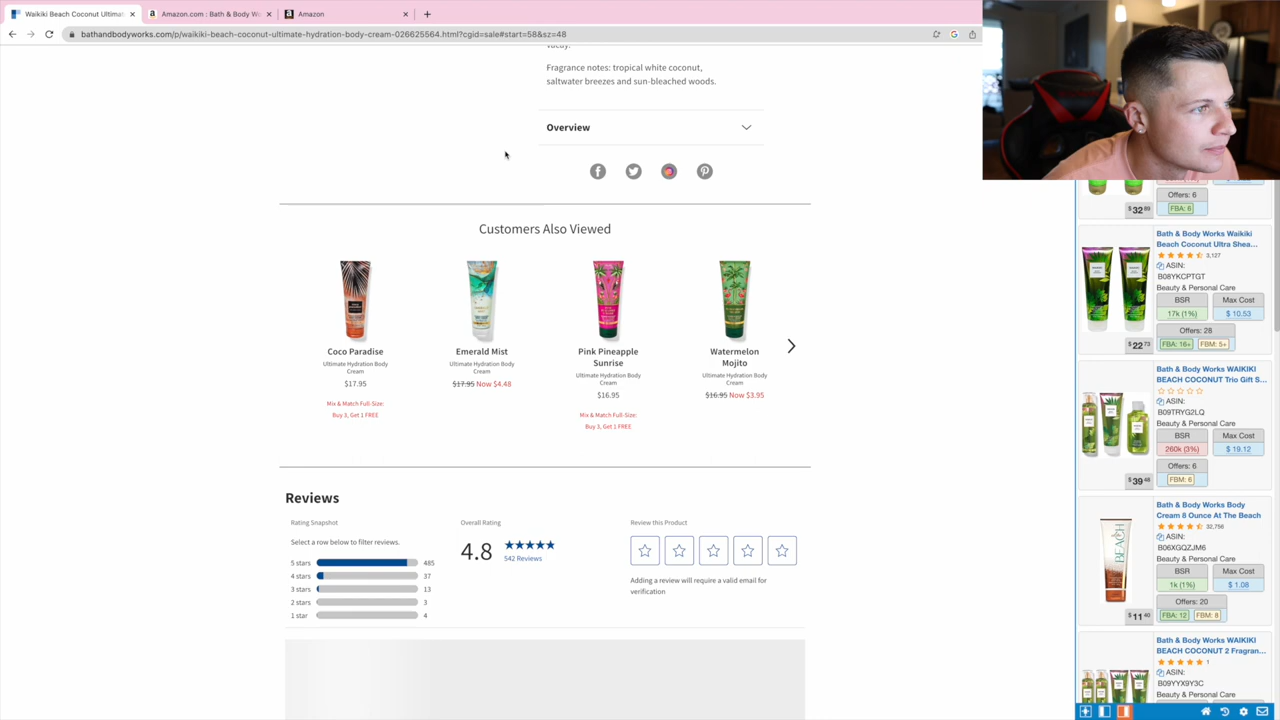 Waikiki Beach Coconut Ultimat
Amazon.com : Bath & Body Wo
Amazon
bathandbodyworks.com/p/waikiki-beach-coconut-ultimate-hydration-body-cream-026625564.html?cgid=sale#start=58&sz=48
vacay.
Fragrance notes: tropical white coconut,
saltwater breezes and sun-bleached woods.
Overview
Customers Also Viewed
Coco Paradise
Ultimate Hydration Body
Cream
$17.95
Mix & Match Full-Size:
Buy 3, Get 1 FREE
Emerald Mist
Ultimate Hydration Body
Cream
$17.95 Now $4.48
Pink Pineapple
Sunrise
Ultimate Hydration Body
Cream
$16.95
Mix & Match Full-Size:
Buy 3, Get 1 FREE
Watermelon
Mojito
Ultimate Hydration Body
Cream
$16.95 Now $3.95
Reviews
Rating Snapshot
Select a row below to filter reviews.
5 stars 485
4 stars 37
3 stars 13
2 stars 3
1 star 4
Overall Rating
4.8
542 Reviews
Review this Product
Adding a review will require a valid email for
verification
Offers: 6
FBA: 6
Bath & Body Works Waikiki
Beach Coconut Ultra Shea...
3,127
ASIN:
B08YKCPTGT
Beauty & Personal Care
BSR
17k (1%)
Max Cost
$ 10.53
Offers: 28
FBA: 16+ FBM: 5+
$22 73
Bath & Body Works WAIKIKI
BEACH COCONUT Trio Gift S...
ASIN:
B09TRYG2LQ
Beauty & Personal Care
BSR
260k (3%)
Max Cost
$ 19.12
Offers: 6
FBM: 6
$39 48
Bath & Body Works Body
Cream 8 Ounce At The Beach
32,756
ASIN:
B06XGQZJM6
Beauty & Personal Care
BSR
1k (1%)
Max Cost
$ 1.08
Offers: 20
FBA: 12 FBM: 8
$11 40
Bath & Body Works WAIKIKI
BEACH COCONUT 2 Fragran...
1
ASIN:
B09YYX9Y3C
Beauty & Personal Care
BSR
Max Cost